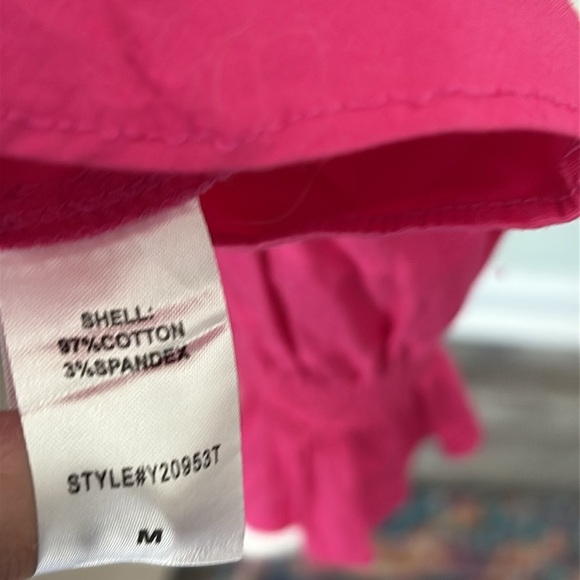 SHELL:
97%COTTON
3%SPANDEX
STYLE#Y20953T
M